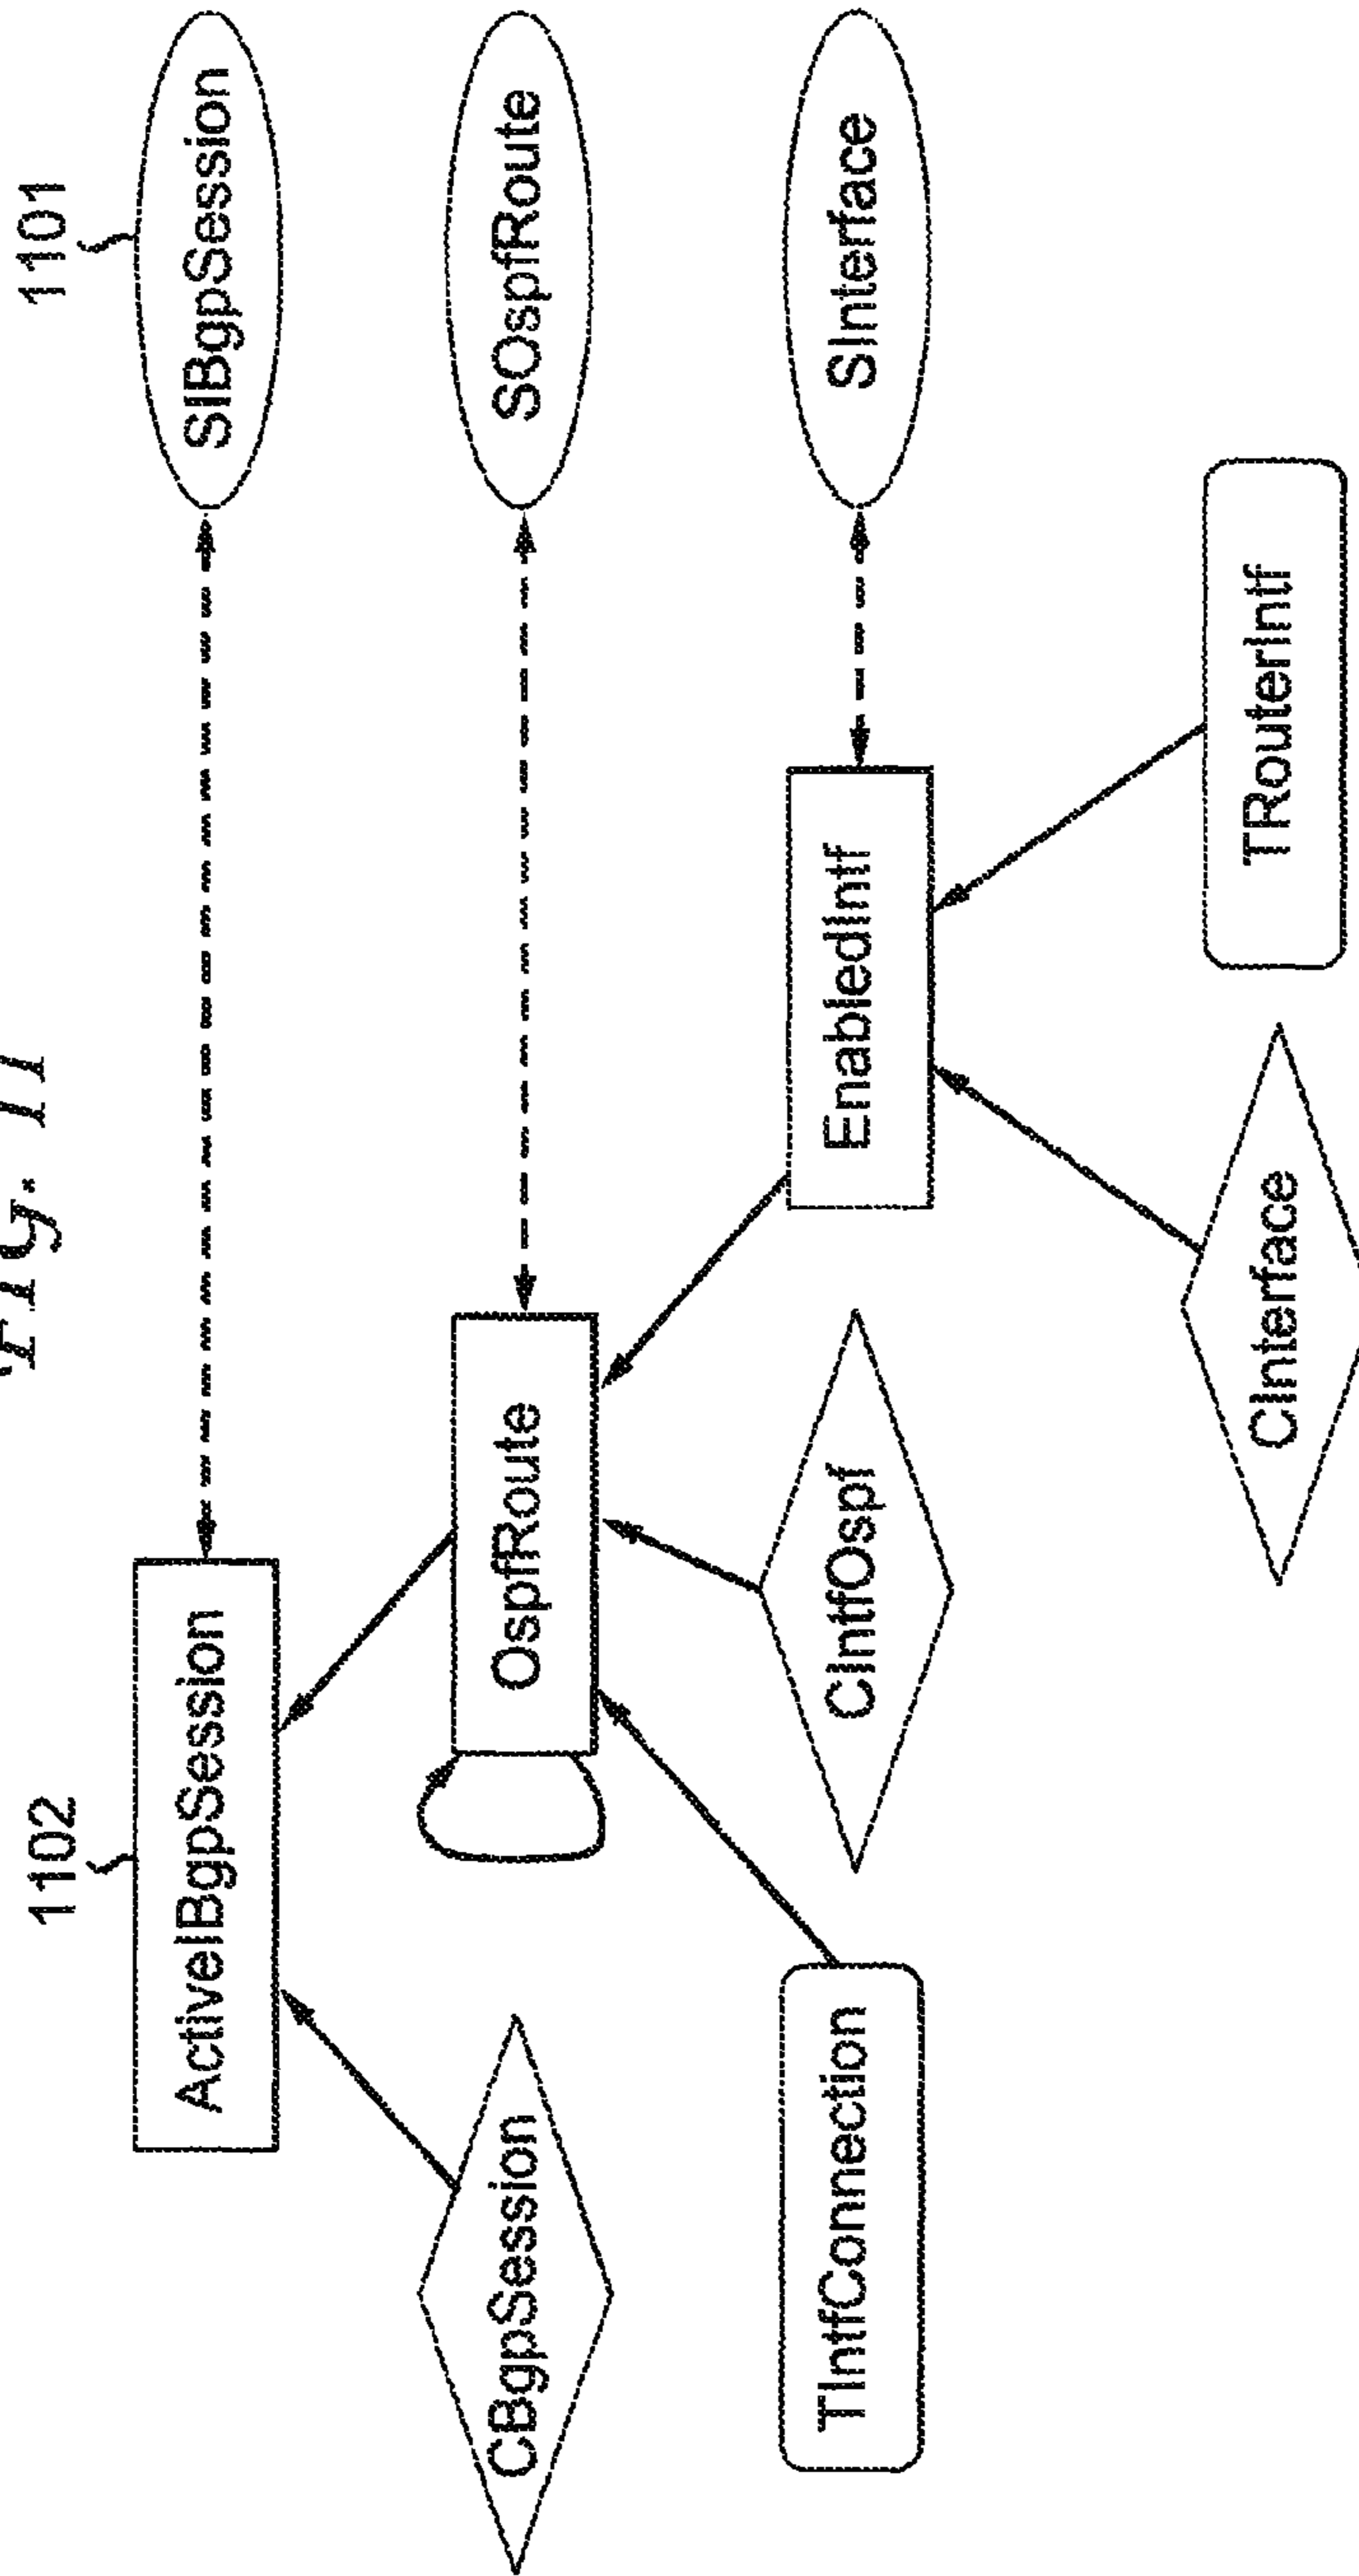 Fig. 11
1102
1101
ActiveIBgpSession
SIBgpSession
CBgpSession
OspfRoute
SOspfRoute
TIntfConnection
CIntfOspf
EnabledIntf
SInterface
CInterface
TRouterIntf